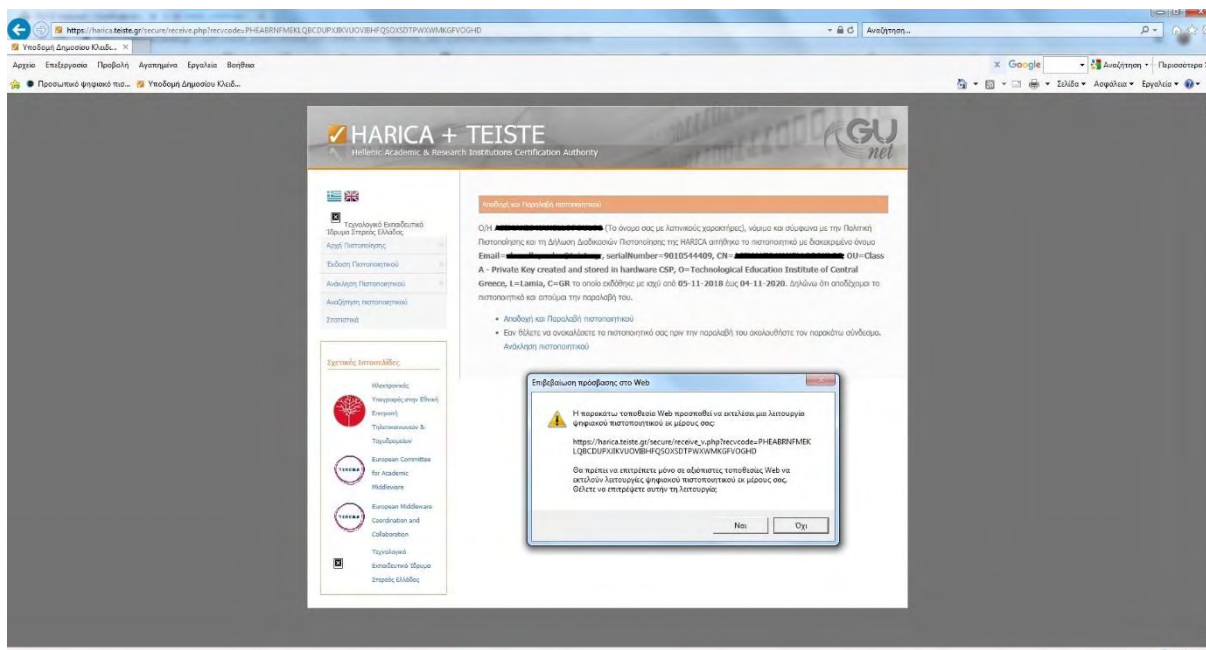 https://harica.teiste.gr/secure/receive.php?recvcode=PHEABRNFMEKLQBCDUPXJIKVUOVIBHFQSOXSDTPWXWMKGFVOGHD
Αναζήτηση...
Υποδομή Δημοσίου Κλειδι...
Αρχείο Επεξεργασία Προβολή Αγαπημένα Εργαλεία Βοήθεια
x Google Αναζήτηση Περισσότερα
Προσωπικό ψηφιακό πισ... Υποδομή Δημοσίου Κλειδ...
Σελίδα Ασφάλεια Εργαλεία
HARICA + TEISTE
Hellenic Academic & Research Institutions Certification Authority
GU
net
Τεχνολογικό Εκπαιδευτικό
Ίδρυμα Στερεάς Ελλάδας
Αρχή Πιστοποίησης
Έκδοση Πιστοποιητικού
Ανάκληση Πιστοποιητικού
Αναζήτηση πιστοποιητικού
Στατιστικά
Σχετικές Ιστοσελίδες
Ηλεκτρονικές
Υπογραφές στην Εθνική
Επιτροπή
Τηλεπικοινωνιών &
Ταχυδρομείων
TERENA
European Committee
for Academic
Middleware
TERENA
European Middleware
Coordination and
Collaboration
Τεχνολογικό
Εκπαιδευτικό Ίδρυμα
Στερεάς Ελλάδας
Αποδοχή και Παραλαβή πιστοποιητικού
Ο/Η (Το όνομα σας με λατινικούς χαρακτήρες), νόμιμα και σύμφωνα με την Πολιτική
Πιστοποίησης και τη Δήλωση Διαδικασιών Πιστοποίησης της HARICA αιτήθηκα το πιστοποιητικό με διακεκριμένο όνομα
Email= , serialNumber=9010544409, CN= OU=Class
A - Private Key created and stored in hardware CSP, O=Technological Education Institute of Central
Greece, L=Lamia, C=GR το οποίο εκδόθηκε με ισχύ από 05-11-2018 έως 04-11-2020. Δηλώνω ότι αποδέχομαι το
πιστοποιητικό και αιτούμαι την παραλαβή του.
• Αποδοχή και Παραλαβή πιστοποιητικού
• Εαν θέλετε να ανακαλέσετε το πιστοποιητικό σας πριν την παραλαβή του ακολουθήστε τον παρακάτω σύνδεσμο.
Ανάκληση πιστοποιητικού
Επιβεβαίωση πρόσβασης στο Web
Η παρακάτω τοποθεσία Web προσπαθεί να εκτελέσει μια λειτουργία
ψηφιακού πιστοποιητικού εκ μέρους σας:
https://harica.teiste.gr/secure/receive_v.php?recvcode=PHEABRNFMEK
LQBCDUPXJIKVUOVIBHFQSOXSDTPWXWMKGFVOGHD
Θα πρέπει να επιτρέπετε μόνο σε αξιόπιστες τοποθεσίες Web να
εκτελούν λειτουργίες ψηφιακού πιστοποιητικού εκ μέρους σας.
Θέλετε να επιτρέψετε αυτήν τη λειτουργία;
Ναι Όχι